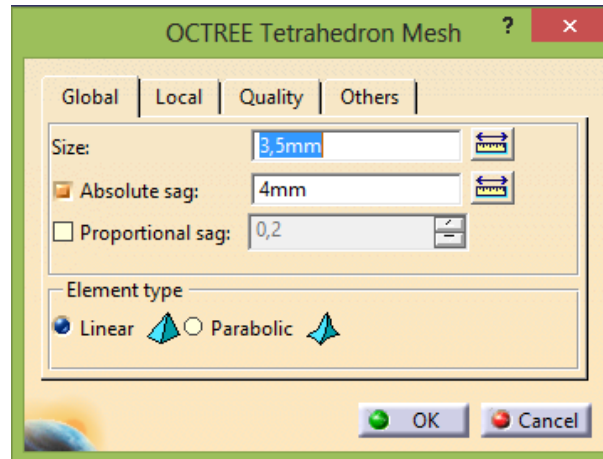 OCTREE Tetrahedron Mesh ? ×
Global Local Quality Others
Size: 3,5mm
Absolute sag: 4mm
Proportional sag: 0,2
Element type
Linear Parabolic
OK Cancel